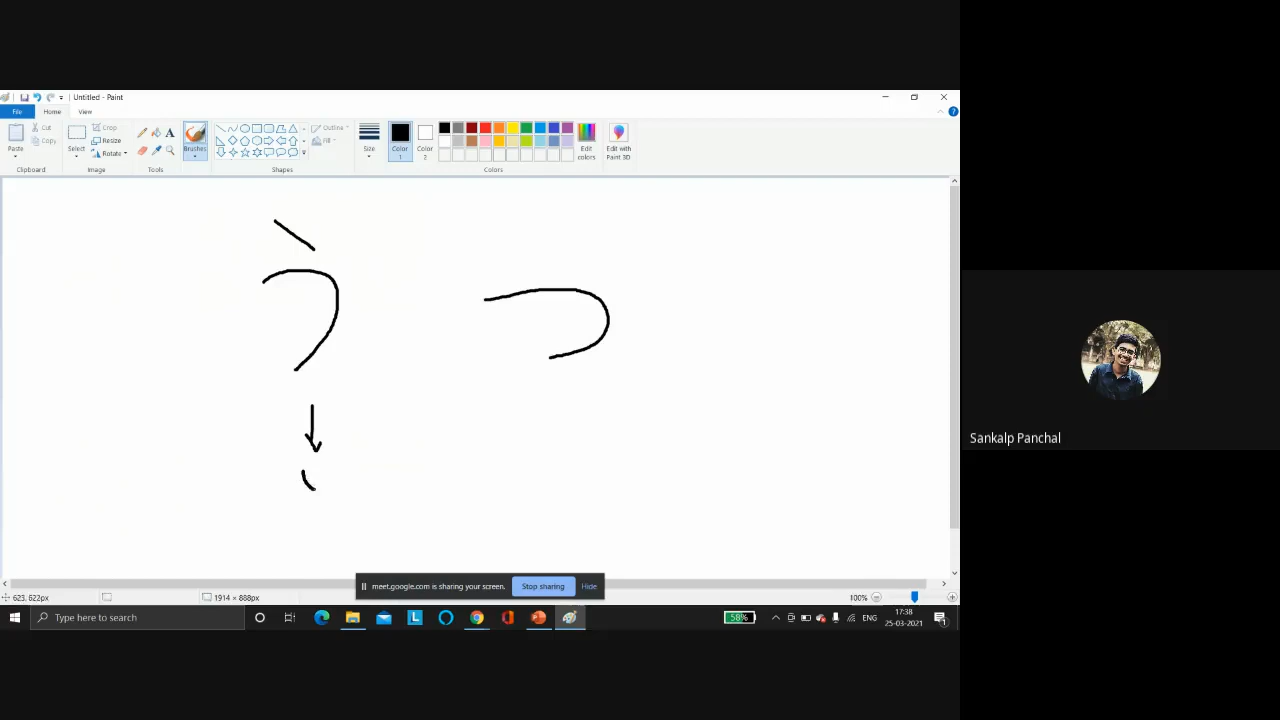 Untitled - Paint
File Home View
Paste Cut Copy Select Crop Resize Rotate Brushes Outline Fill Size Color 1 Color 2 Edit colors Edit with Paint 3D
Clipboard Image Tools Shapes Colors
Sankalp Panchal
meet.google.com is sharing your screen. Stop sharing Hide
623, 622px 1914 × 888px 100%
Type here to search 58% ENG 17:38 25-03-2021